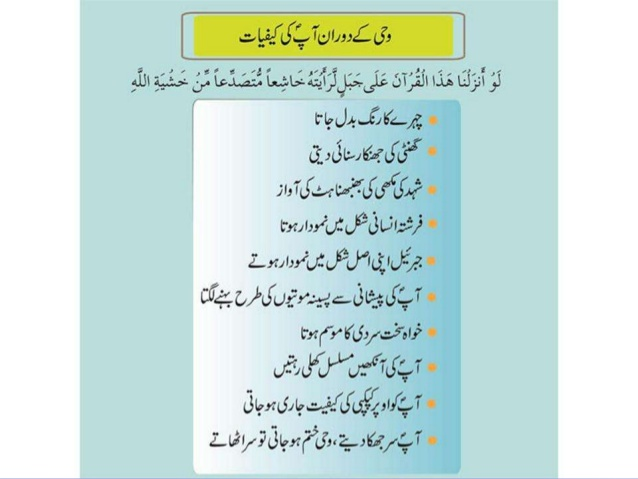 وحی کے دوران آپؐ کی کیفیات
لَوْ أَنزَلْنَا هَذَا الْقُرْآنَ عَلَى جَبَلٍ لَّرَأَيْتَهُ خَاشِعاً مُّتَصَدِّعاً مِّنْ خَشْيَةِ اللَّهِ
چہرے کا رنگ بدل جاتا
گھنٹی کی جھنکار سنائی دیتی
شہد کی مکھی کی بھنبھناہٹ کی آواز
فرشتہ انسانی شکل میں نمودار ہوتا
جبرئیل اپنی اصل شکل میں نمودار ہوتے
آپؐ کی پیشانی سے پسینہ موتیوں کی طرح بہنے لگتا
خواہ سخت سردی کا موسم ہوتا
آپؐ کی آنکھیں مسلسل کھلی رہتیں
آپؐ کو اوپر کپکپی کی کیفیت جاری ہو جاتی
آپؐ سر جھکا دیتے، وحی ختم ہو جاتی تو سر اٹھاتے